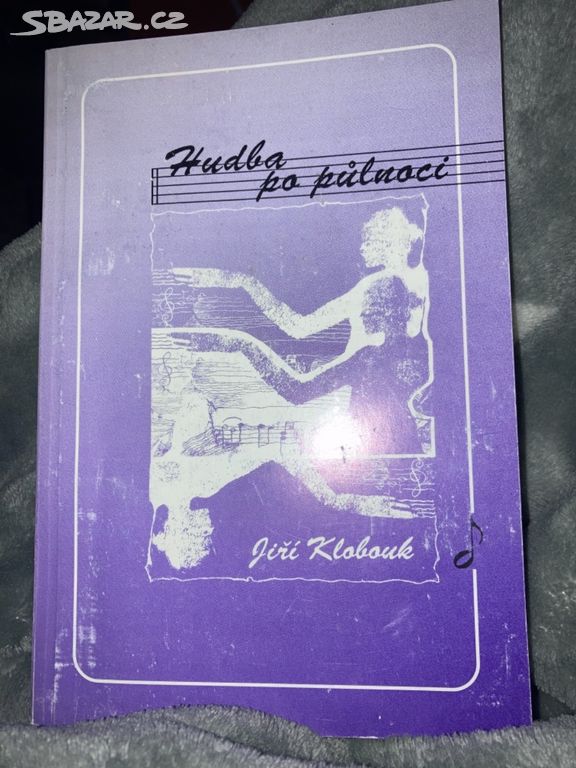 SBAZAR.CZ
Hudba
po půlnoci
Jiří Klobouk